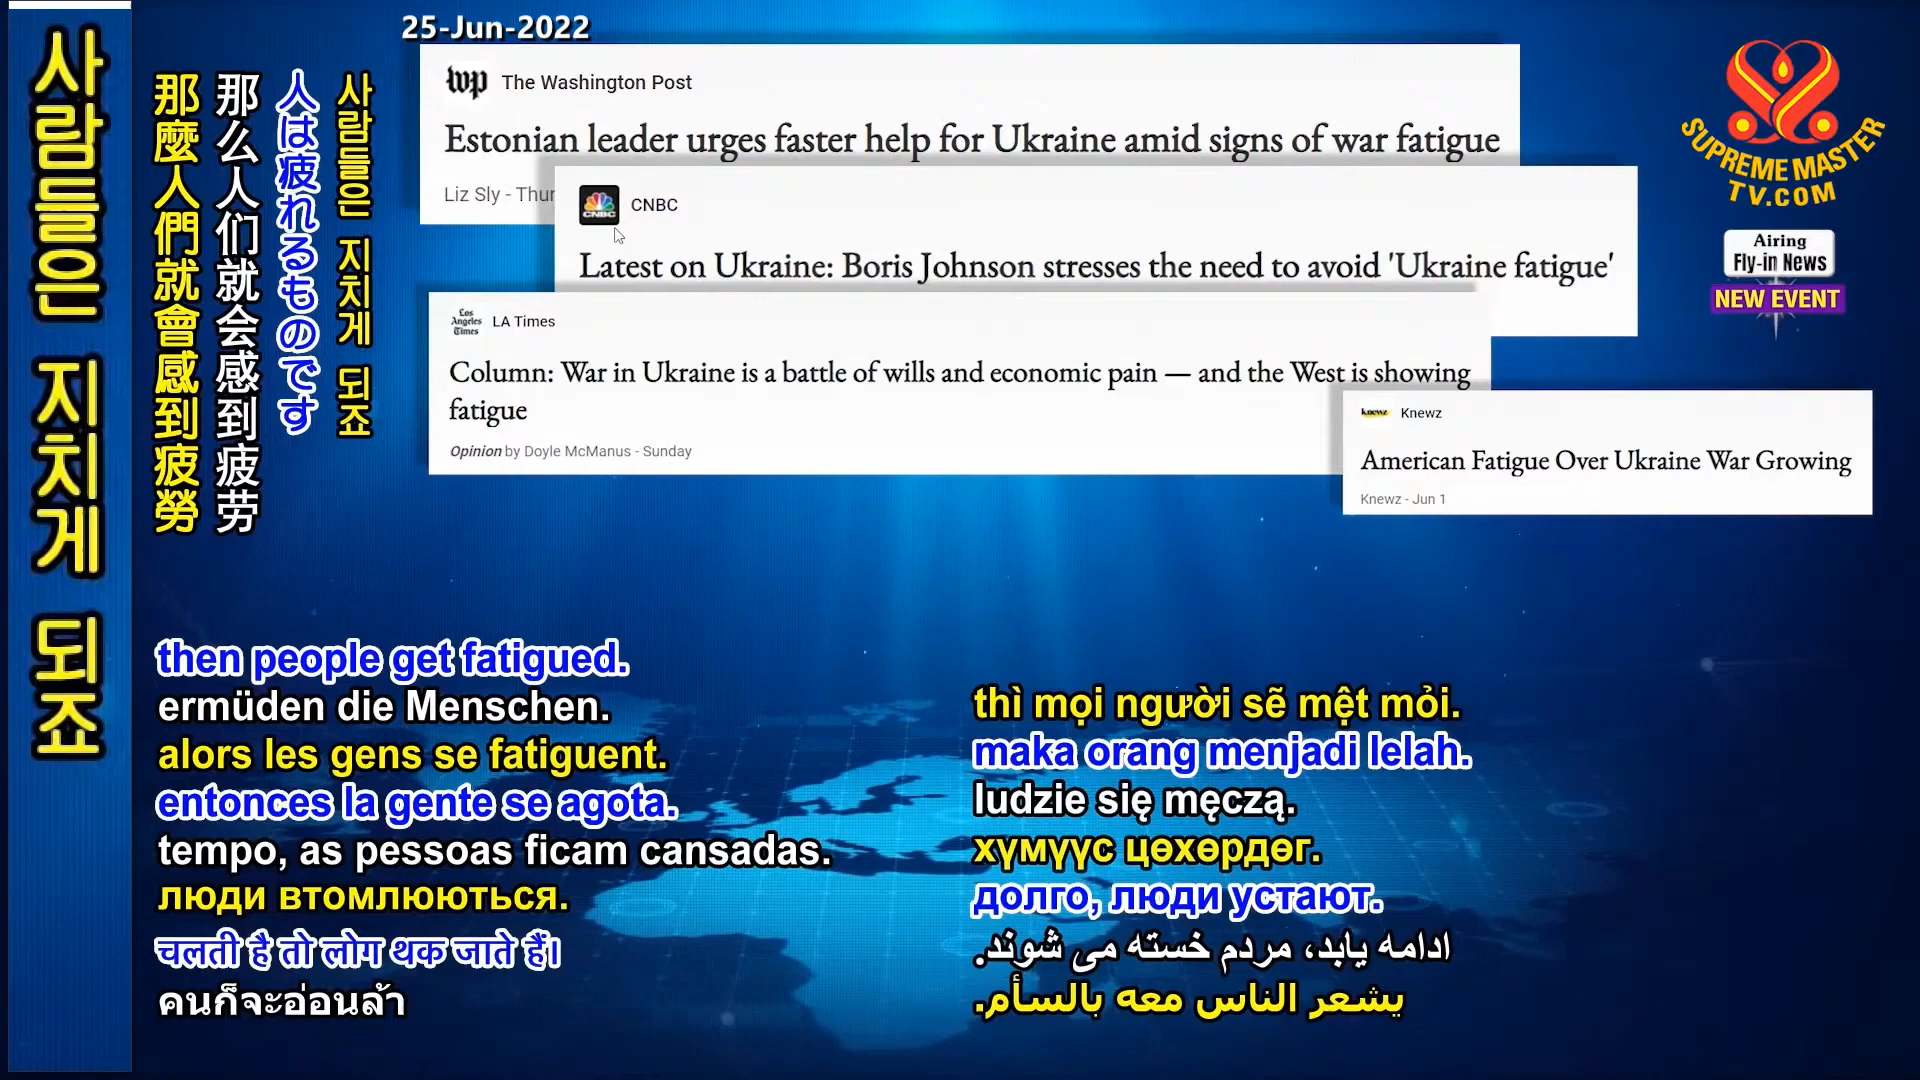 25-Jun-2022
사람들은 지치게 되죠
那麼人們就會感到疲勞
那么人们就会感到疲劳
人は疲れるものです
사람들은 지치게 되죠
wp The Washington Post
Estonian leader urges faster help for Ukraine amid signs of war fatigue
Liz Sly - Thur
CNBC CNBC
Latest on Ukraine: Boris Johnson stresses the need to avoid 'Ukraine fatigue'
Los Angeles Times LA Times
Column: War in Ukraine is a battle of wills and economic pain — and the West is showing
fatigue
Opinion by Doyle McManus - Sunday
knewz Knewz
American Fatigue Over Ukraine War Growing
Knewz - Jun 1
SUPREME MASTER
TV.COM
Airing
Fly-in News
NEW EVENT
then people get fatigued.
ermüden die Menschen.
alors les gens se fatiguent.
entonces la gente se agota.
tempo, as pessoas ficam cansadas.
люди втомлюються.
चलती है तो लोग थक जाते हैं।
คนก็จะอ่อนล้า
thì mọi người sẽ mệt mỏi.
maka orang menjadi lelah.
ludzie się męczą.
хүмүүс цөхөрдөг.
долго, люди устают.
ادامه یابد، مردم خسته می شوند.
يشعر الناس معه بالسأم.